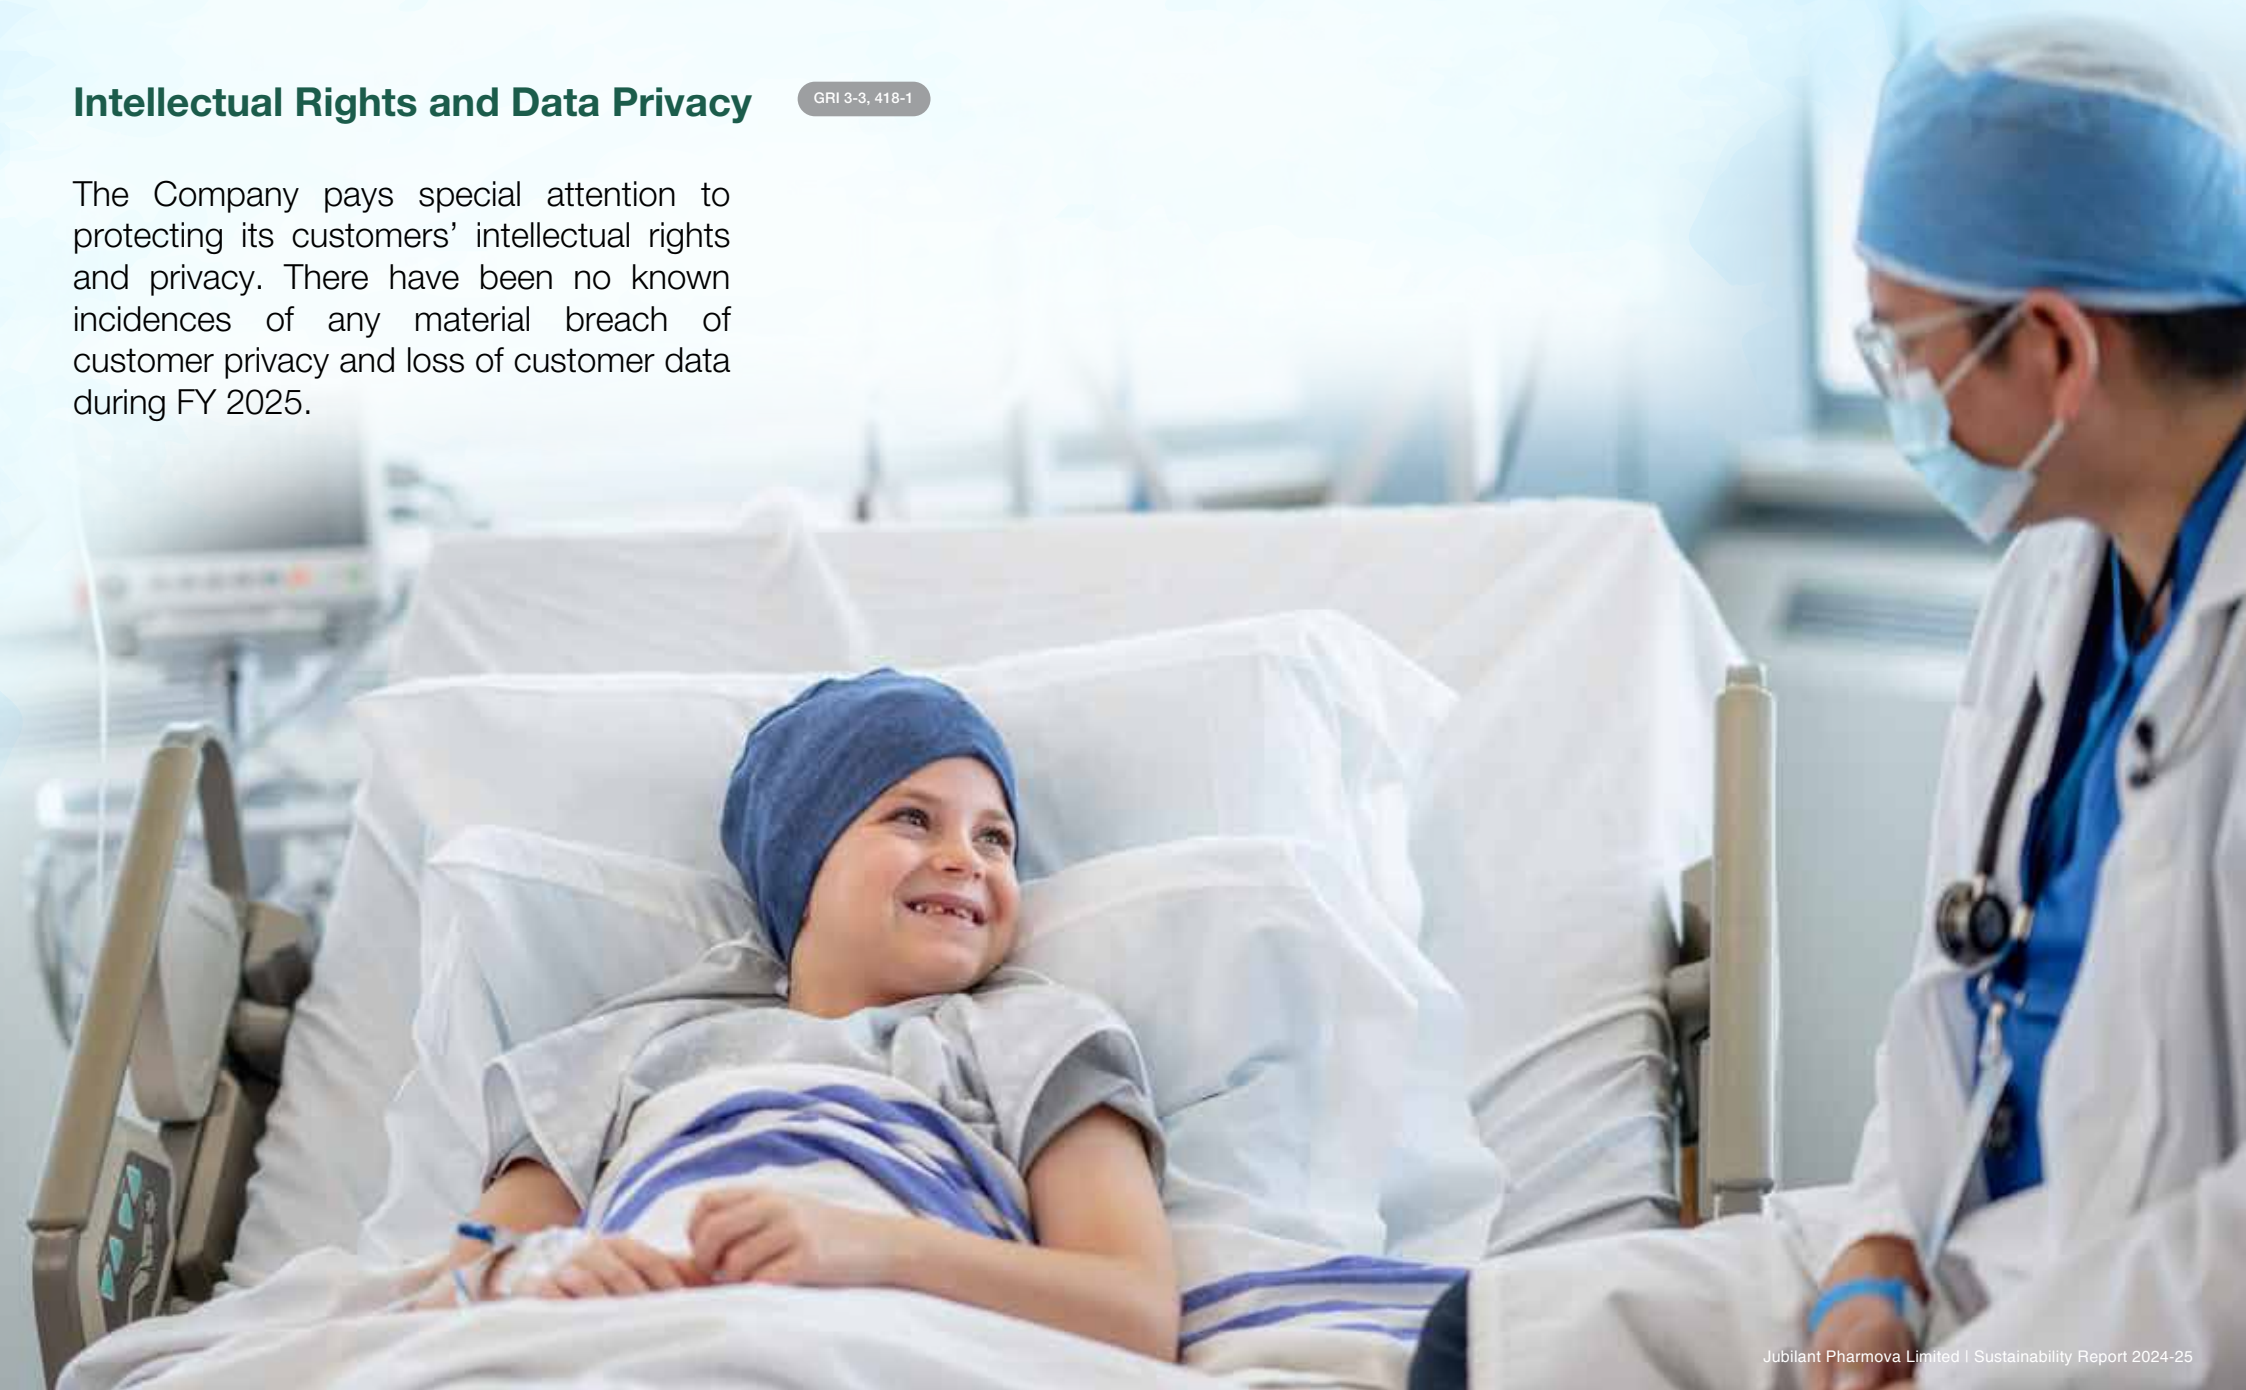 Intellectual Rights and Data Privacy
GRI 3-3, 418-1
The Company pays special attention to
protecting its customers’ intellectual rights
and privacy. There have been no known
incidences of any material breach of
customer privacy and loss of customer data
during FY 2025.
Jubilant Pharmova Limited | Sustainability Report 2024-25